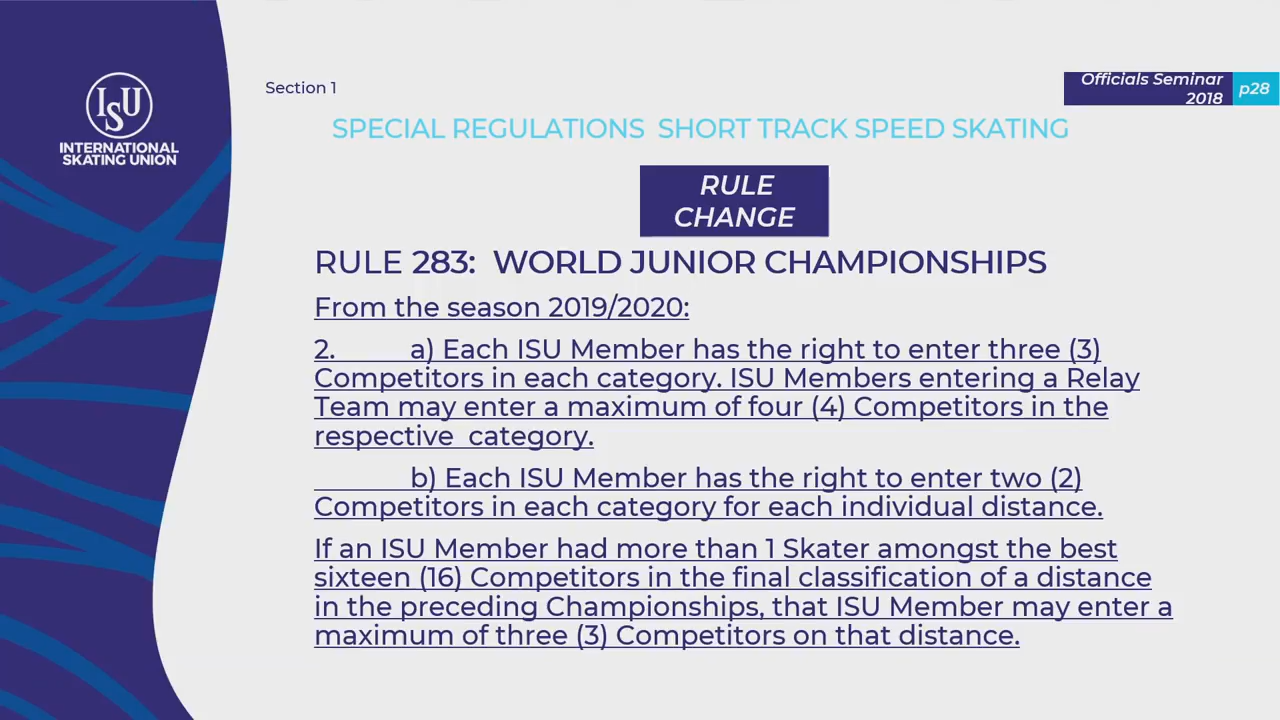 Section 1
Officials Seminar
2018
p28
ISU
INTERNATIONAL
SKATING UNION
SPECIAL REGULATIONS  SHORT TRACK SPEED SKATING
RULE
CHANGE
RULE 283:  WORLD JUNIOR CHAMPIONSHIPS
From the season 2019/2020:
2.	a) Each ISU Member has the right to enter three (3)
Competitors in each category. ISU Members entering a Relay
Team may enter a maximum of four (4) Competitors in the
respective  category.
b) Each ISU Member has the right to enter two (2)
Competitors in each category for each individual distance.
If an ISU Member had more than 1 Skater amongst the best
sixteen (16) Competitors in the final classification of a distance
in the preceding Championships, that ISU Member may enter a
maximum of three (3) Competitors on that distance.